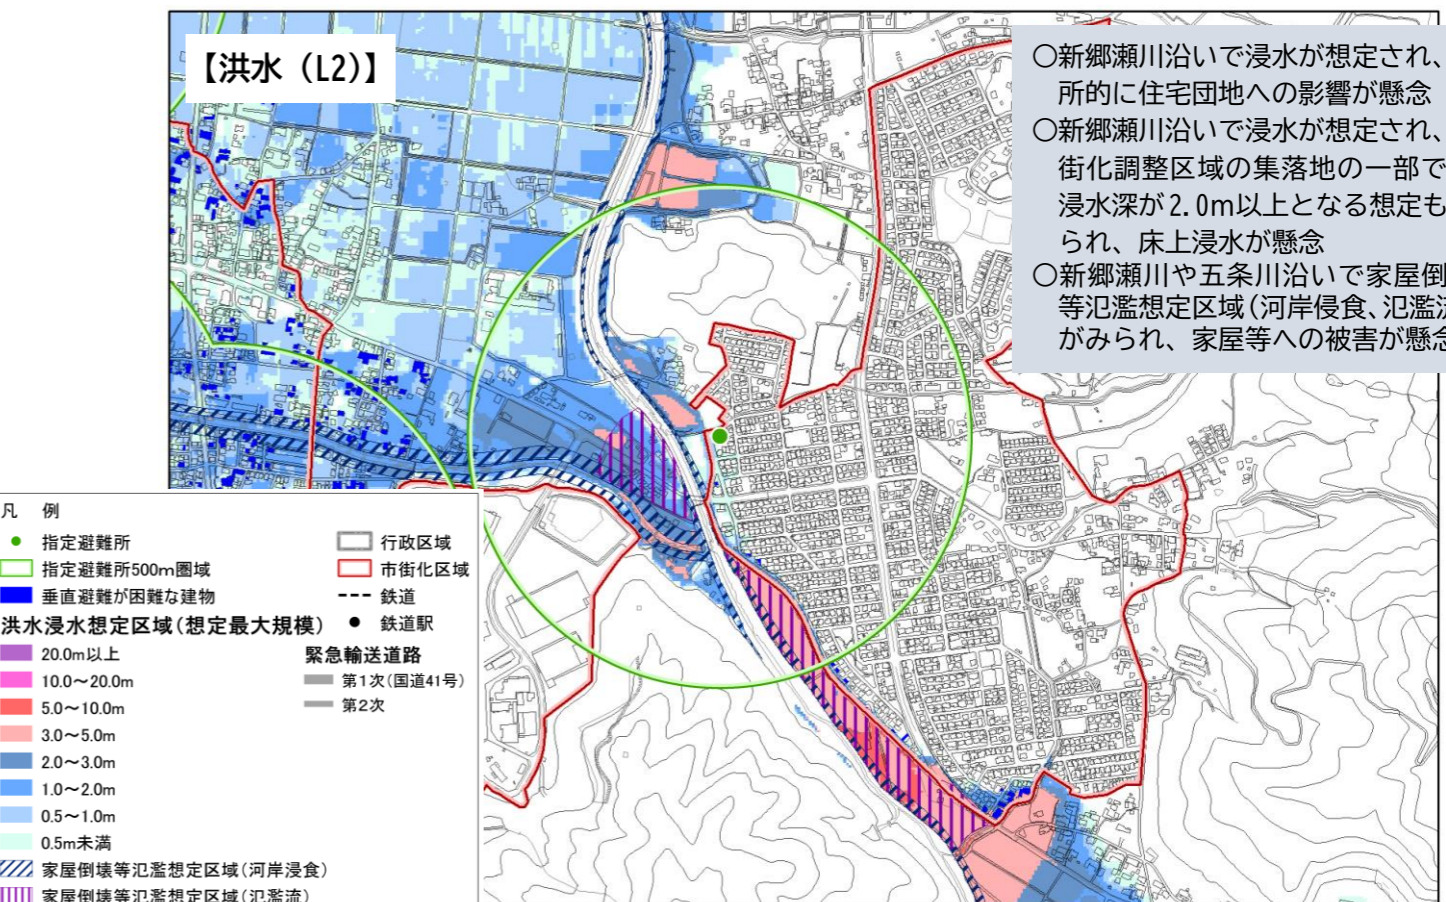 【洪水（L2）】
○新郷瀬川沿いで浸水が想定され、
所的に住宅団地への影響が懸念
○新郷瀬川沿いで浸水が想定され、
街化調整区域の集落地の一部で
浸水深が2.0m以上となる想定も
られ、床上浸水が懸念
○新郷瀬川や五条川沿いで家屋倒
等氾濫想定区域（河岸侵食、氾濫
がみられ、家屋等への被害が懸念
凡　例
指定避難所
指定避難所500m圏域
垂直避難が困難な建物
洪水浸水想定区域(想定最大規模)
20.0m以上
10.0～20.0m
5.0～10.0m
3.0～5.0m
2.0～3.0m
1.0～2.0m
0.5～1.0m
0.5m未満
家屋倒壊等氾濫想定区域(河岸浸食)
家屋倒壊等氾濫想定区域(氾濫流)
行政区域
市街化区域
鉄道
鉄道駅
緊急輸送道路
第1次(国道41号)
第2次